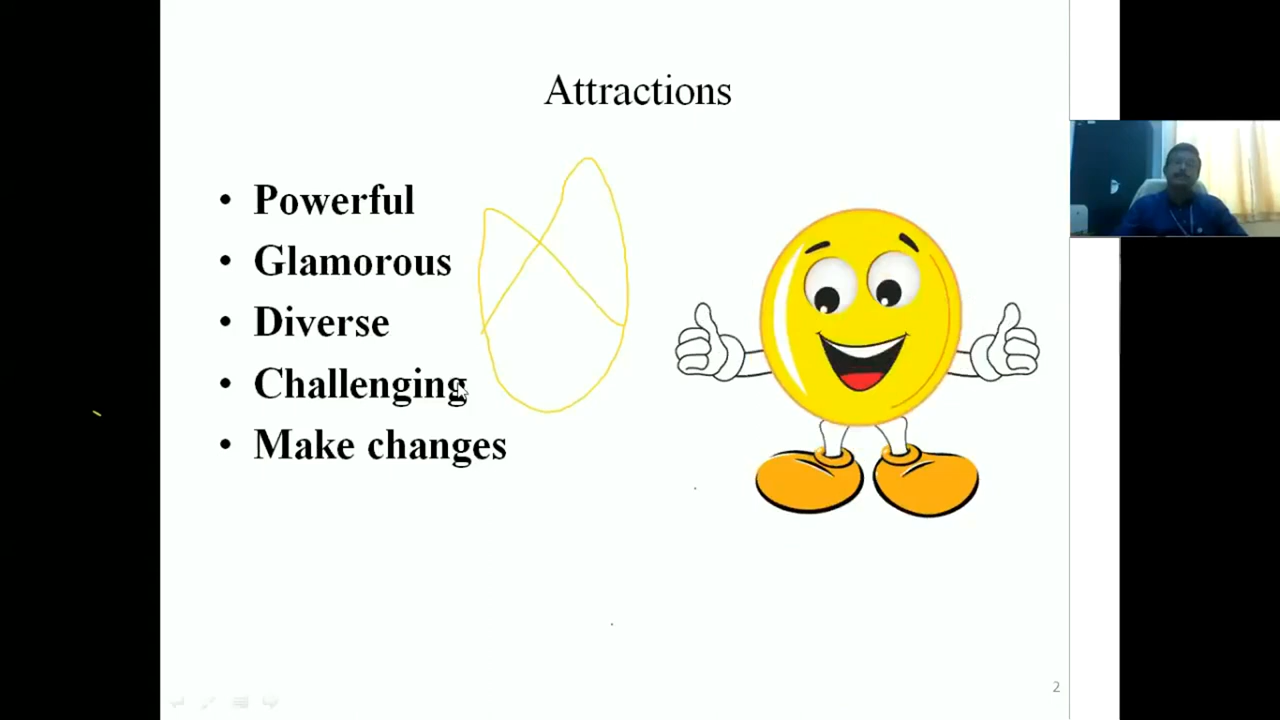 Attractions
• Powerful
• Glamorous
• Diverse
• Challenging
• Make changes
2